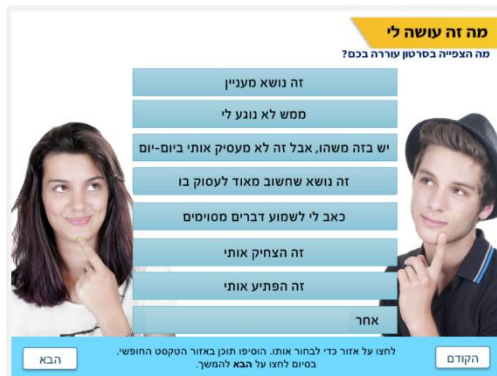 מה זה עושה לי
מה הצפייה בסרטון עוררה בכם?
זה נושא מעניין
ממש לא נוגע לי
יש בזה משהו, אבל זה לא מעסיק אותי ביום-יום
זה נושא שחשוב מאוד לעסוק בו
כאב לי לשמוע דברים מסוימים
זה הצחיק אותי
זה הפתיע אותי
אחר
הקודם
לחצו על אזור כדי לבחור אותו. הוסיפו תוכן באזור הטקסט החופשי.
בסיום לחצו על הבא להמשך.
הבא